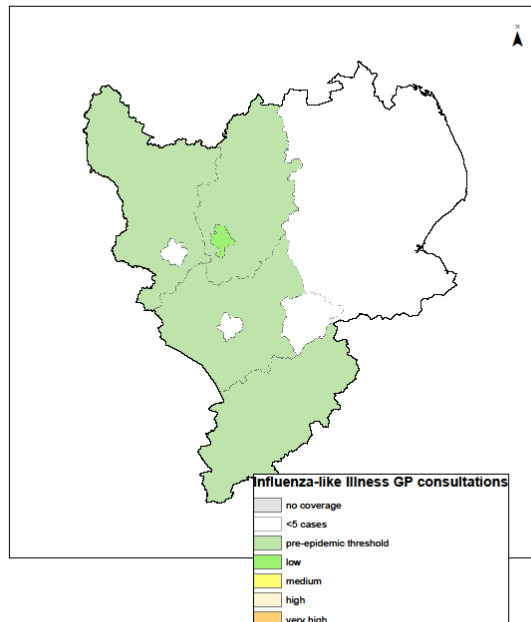 Influenza-like Illness GP consultations
no coverage
<5 cases
pre-epidemic threshold
low
medium
high
very high